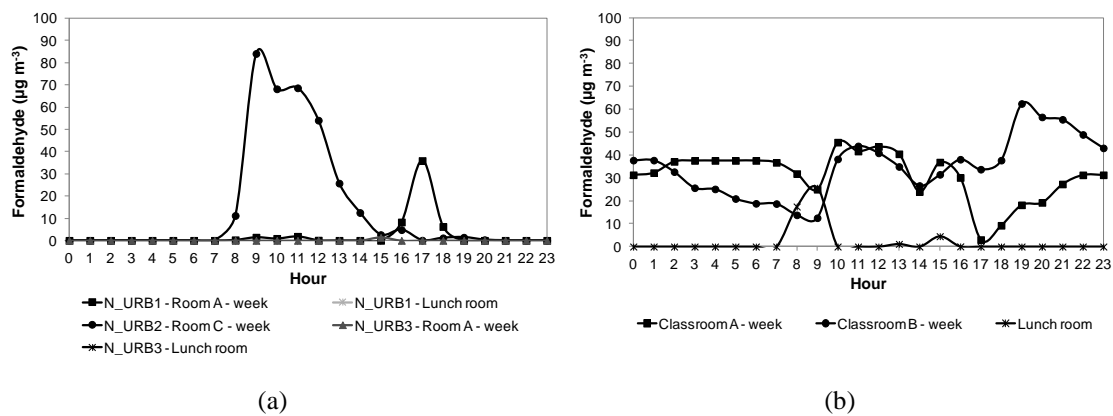 100
90
80
70
60
50
40
30
20
10
0
Formaldehyde (µg m-3)
0 1 2 3 4 5 6 7 8 9 10 11 12 13 14 15 16 17 18 19 20 21 22 23
Hour
N_URB1 - Room A - week
N_URB1 - Lunch room
N_URB2 - Room C - week
N_URB3 - Room A - week
N_URB3 - Lunch room
(a)
100
90
80
70
60
50
40
30
20
10
0
Formaldehyde (µg m-3)
0 1 2 3 4 5 6 7 8 9 10 11 12 13 14 15 16 17 18 19 20 21 22 23
Hour
Classroom A - week
Classroom B - week
Lunch room
(b)